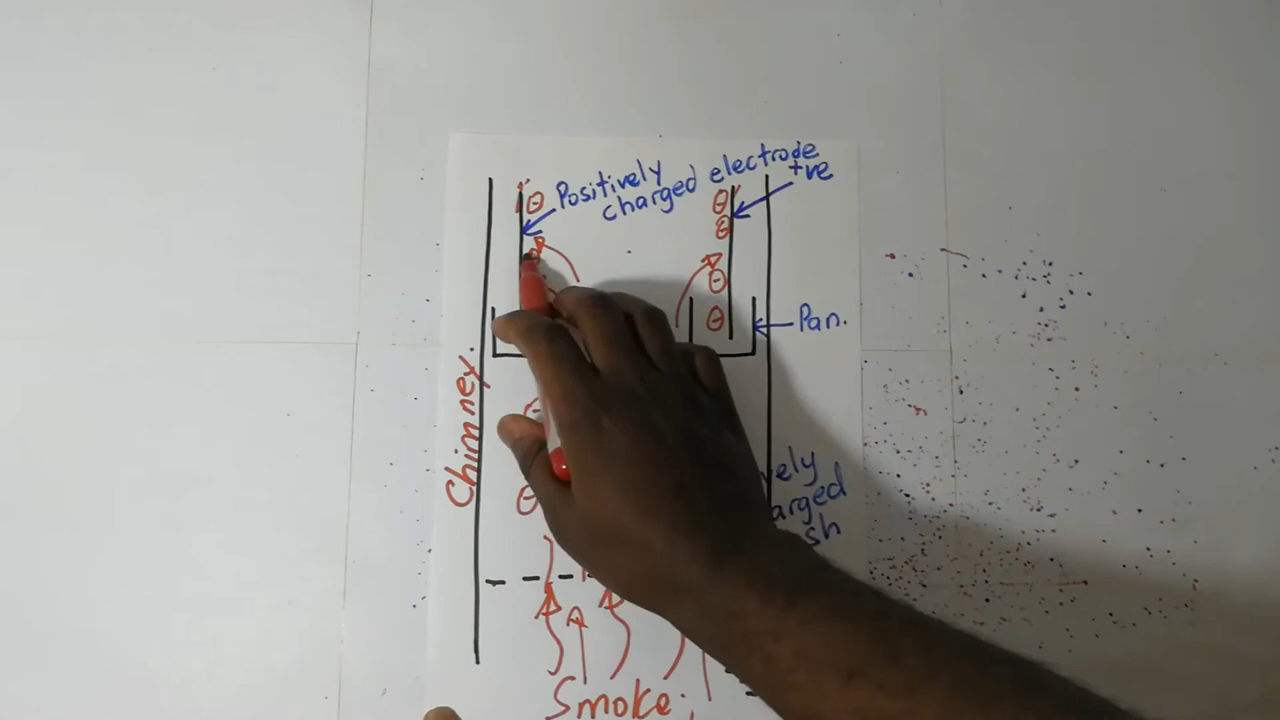 Positively
charged electrode
+ve
Pan.
Chimney.
Smoke